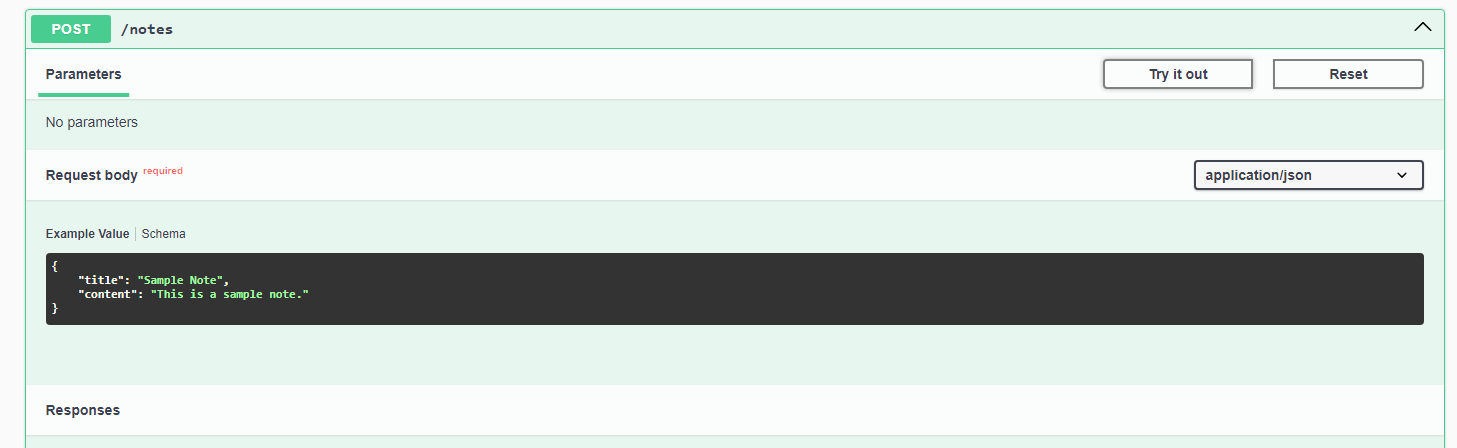 POST /notes
Parameters Try it out Reset
No parameters
Request body required application/json
Example Value Schema
{
    "title": "Sample Note",
    "content": "This is a sample note."
}
Responses